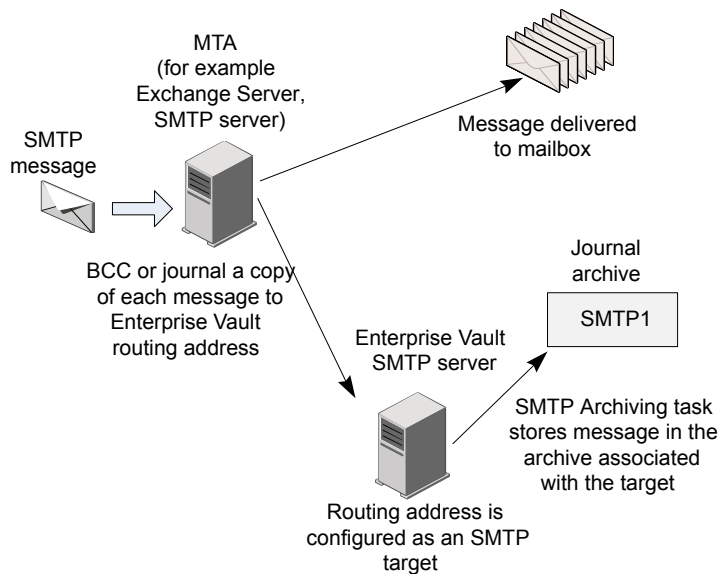 MTA
(for example
Exchange Server,
SMTP server)
SMTP
message
Message delivered
to mailbox
BCC or journal a copy
of each message to
Enterprise Vault
routing address
Journal
archive
SMTP1
Enterprise Vault
SMTP server
SMTP Archiving task
stores message in the
archive associated
with the target
Routing address is
configured as an SMTP
target